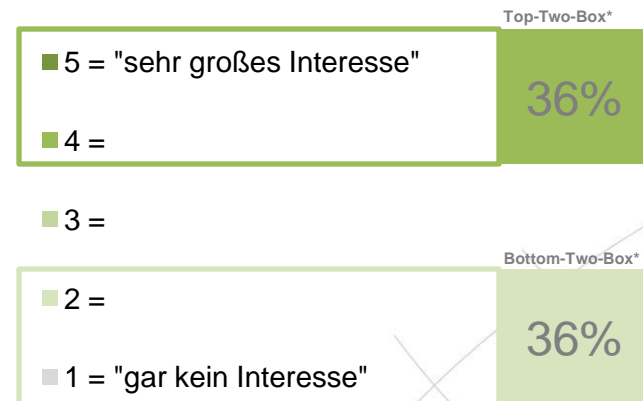 Top-Two-Box*
5 = "sehr großes Interesse"
36%
4 =
3 =
Bottom-Two-Box*
2 =
36%
1 = "gar kein Interesse"